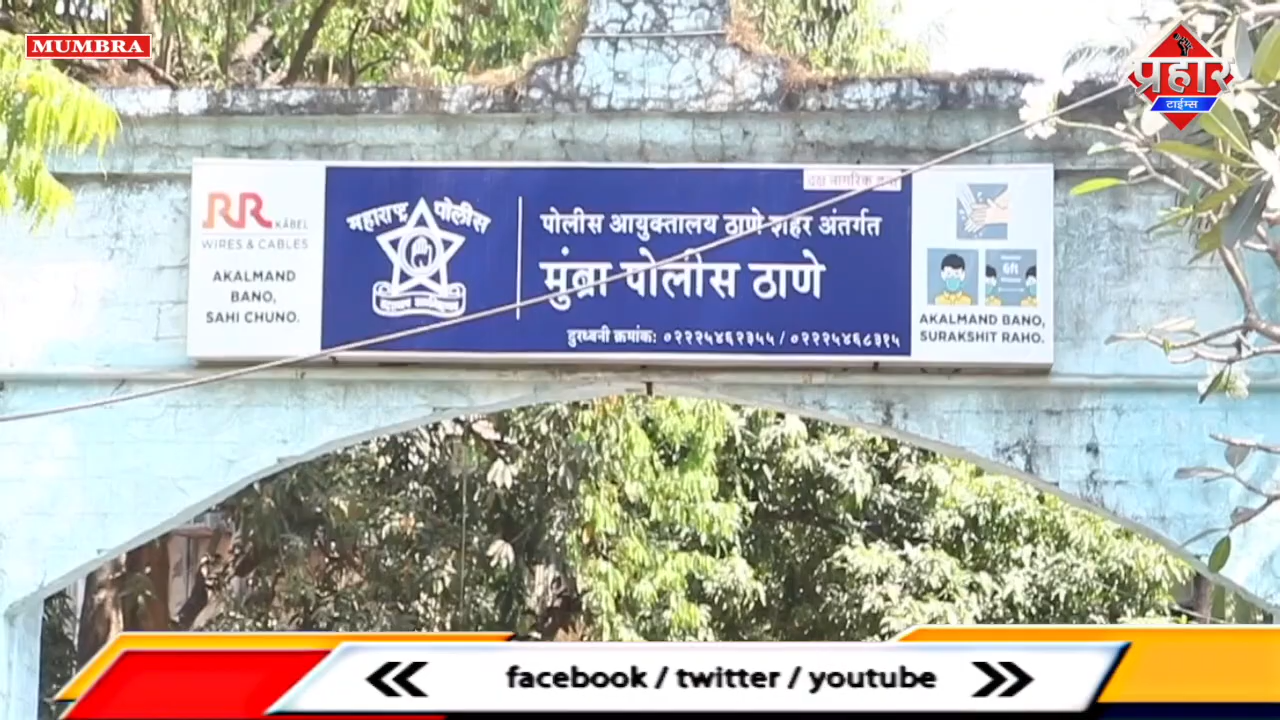 MUMBRA
प्रहार
टाईम्स
RR
KABEL
WIRES & CABLES
AKALMAND
BANO,
SAHI CHUNO.
महाराष्ट्र पोलीस
पोलीस आयुक्तालय ठाणे शहर अंतर्गत
मुंब्रा पोलीस ठाणे
दुरध्वनी क्रमांक: ०२२२५४६२३५५ / ०२२२५४६८३१५
6ft
AKALMAND BANO,
SURAKSHIT RAHO.
facebook / twitter / youtube